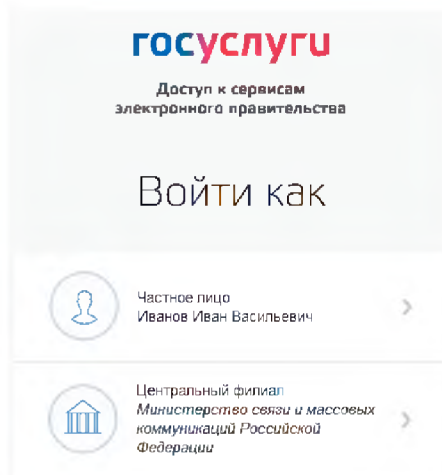 госуслуги
Доступ к сервисам
электронного правительства
Войти как
Частное лицо
Иванов Иван Васильевич
Центральный филиал
Министерство связи и массовых
коммуникаций Российской
Федерации